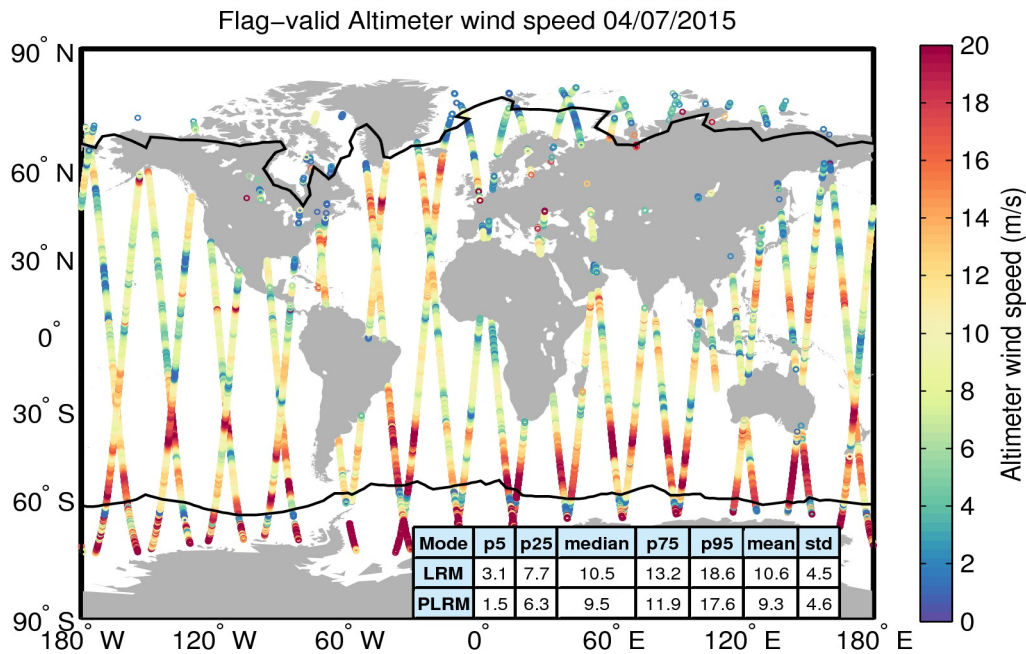 Flag−valid Altimeter wind speed 04/07/2015
90° N
60° N
30° N
0°
30° S
60° S
90° S
180° W
120° W
60° W
0°
60° E
120° E
180° E
Mode p5 p25 median p75 p95 mean std
LRM 3.1 7.7 10.5 13.2 18.6 10.6 4.5
PLRM 1.5 6.3 9.5 11.9 17.6 9.3 4.6
20
18
16
14
12
10
8
6
4
2
0
Altimeter wind speed (m/s)